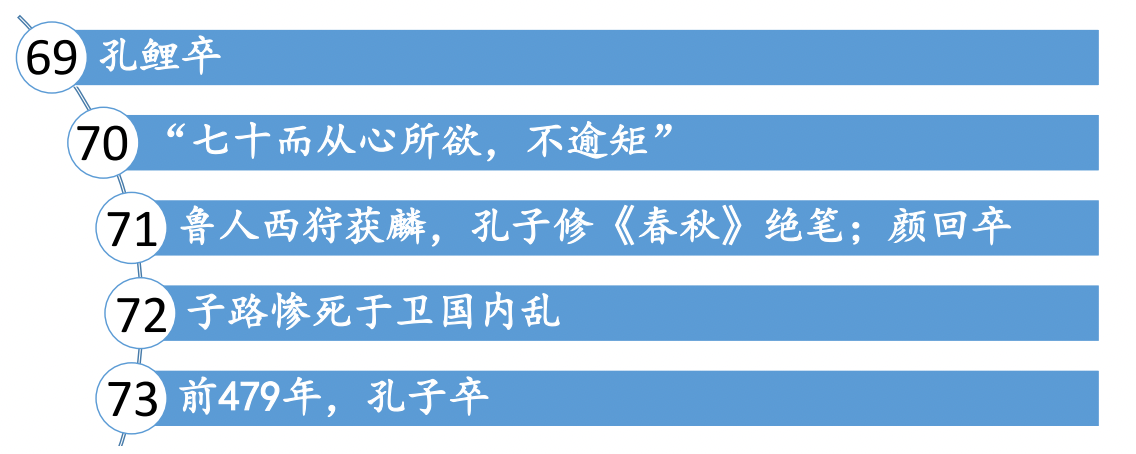 69 孔鲤卒
70 “七十而从心所欲，不逾矩”
71 鲁人西狩获麟，孔子修《春秋》绝笔；颜回卒
72 子路惨死于卫国内乱
73 前479年，孔子卒